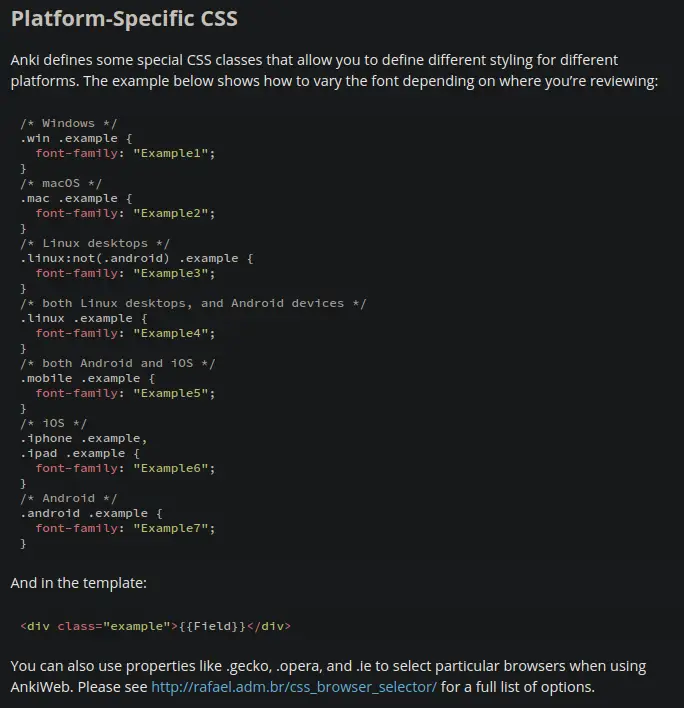 Platform-Specific CSS
Anki defines some special CSS classes that allow you to define different styling for different
platforms. The example below shows how to vary the font depending on where you’re reviewing:
/* Windows */
.win .example {
  font-family: "Example1";
}
/* macOS */
.mac .example {
  font-family: "Example2";
}
/* Linux desktops */
.linux:not(.android) .example {
  font-family: "Example3";
}
/* both Linux desktops, and Android devices */
.linux .example {
  font-family: "Example4";
}
/* both Android and iOS */
.mobile .example {
  font-family: "Example5";
}
/* iOS */
.iphone .example,
.ipad .example {
  font-family: "Example6";
}
/* Android */
.android .example {
  font-family: "Example7";
}
And in the template:
<div class="example">{{Field}}</div>
You can also use properties like .gecko, .opera, and .ie to select particular browsers when using
AnkiWeb. Please see http://rafael.adm.br/css_browser_selector/ for a full list of options.